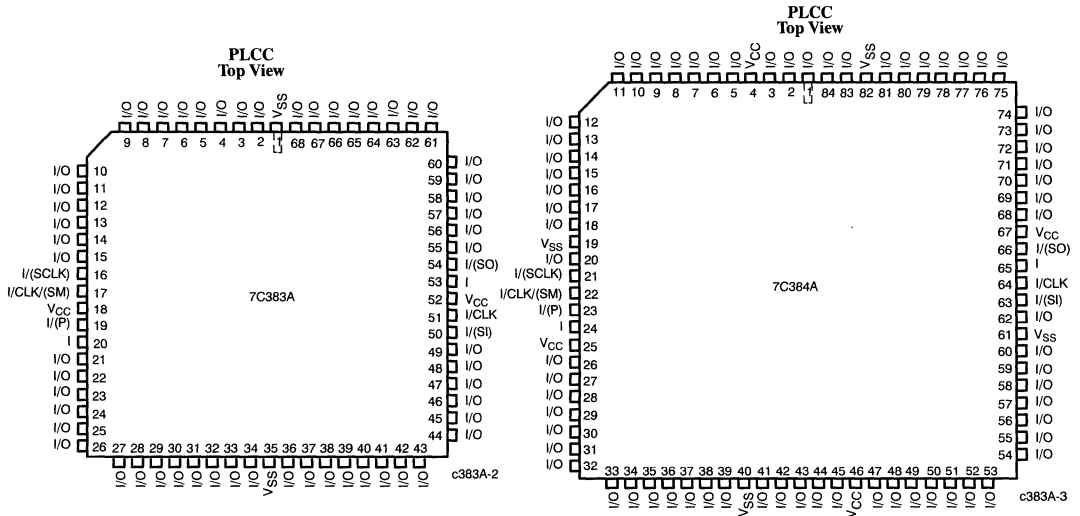 PLCC
Top View
I/O I/O I/O I/O I/O I/O I/O I/O VSS I/O I/O I/O I/O I/O I/O I/O I/O
9 8 7 6 5 4 3 2 1 68 67 66 65 64 63 62 61
I/O 10
I/O 11
I/O 12
I/O 13
I/O 14
I/O 15
I/(SCLK) 16
I/CLK/(SM) 17
VCC 18
I/(P) 19
I 20
I/O 21
I/O 22
I/O 23
I/O 24
I/O 25
I/O 26
7C383A
60 I/O
59 I/O
58 I/O
57 I/O
56 I/O
55 I/O
54 I/(SO)
53 I
52 VCC
51 I/CLK
50 I/(SI)
49 I/O
48 I/O
47 I/O
46 I/O
45 I/O
44 I/O
27 28 29 30 31 32 33 34 35 36 37 38 39 40 41 42 43
I/O I/O I/O I/O I/O I/O I/O I/O VSS I/O I/O I/O I/O I/O I/O I/O I/O
c383A-2
PLCC
Top View
I/O I/O I/O I/O I/O I/O I/O VCC I/O I/O I/O I/O I/O VSS I/O I/O I/O I/O I/O I/O I/O
11 10 9 8 7 6 5 4 3 2 1 84 83 82 81 80 79 78 77 76 75
I/O 12
I/O 13
I/O 14
I/O 15
I/O 16
I/O 17
I/O 18
VSS 19
I/O 20
I/(SCLK) 21
I/CLK/(SM) 22
I/(P) 23
I 24
VCC 25
I/O 26
I/O 27
I/O 28
I/O 29
I/O 30
I/O 31
I/O 32
7C384A
74 I/O
73 I/O
72 I/O
71 I/O
70 I/O
69 I/O
68 I/O
67 VCC
66 I/(SO)
65 I
64 I/CLK
63 I/(SI)
62 I/O
61 VSS
60 I/O
59 I/O
58 I/O
57 I/O
56 I/O
55 I/O
54 I/O
33 34 35 36 37 38 39 40 41 42 43 44 45 46 47 48 49 50 51 52 53
I/O I/O I/O I/O I/O I/O I/O VSS I/O I/O I/O I/O I/O VCC I/O I/O I/O I/O I/O I/O I/O
c383A-3